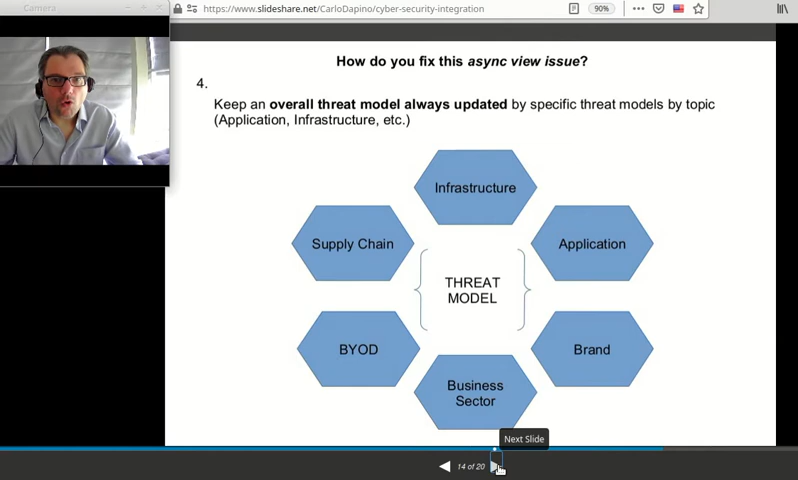 Camera
https://www.slideshare.net/CarloDapino/cyber-security-integration
90%
How do you fix this async view issue?
4.
Keep an overall threat model always updated by specific threat models by topic
(Application, Infrastructure, etc.)
Infrastructure
Supply Chain
Application
THREAT
MODEL
BYOD
Brand
Business
Sector
Next Slide
14 of 20